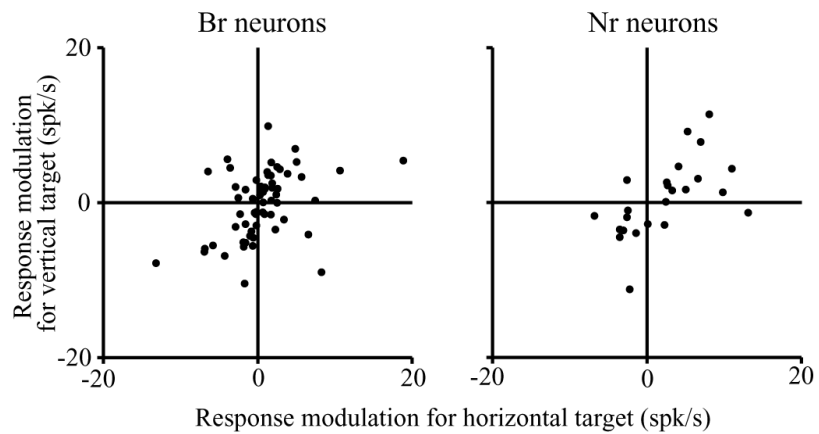 Br neurons
Nr neurons
Response modulation
for vertical target (spk/s)
20
0
-20
-20
0
20
-20
0
20
Response modulation for horizontal target (spk/s)